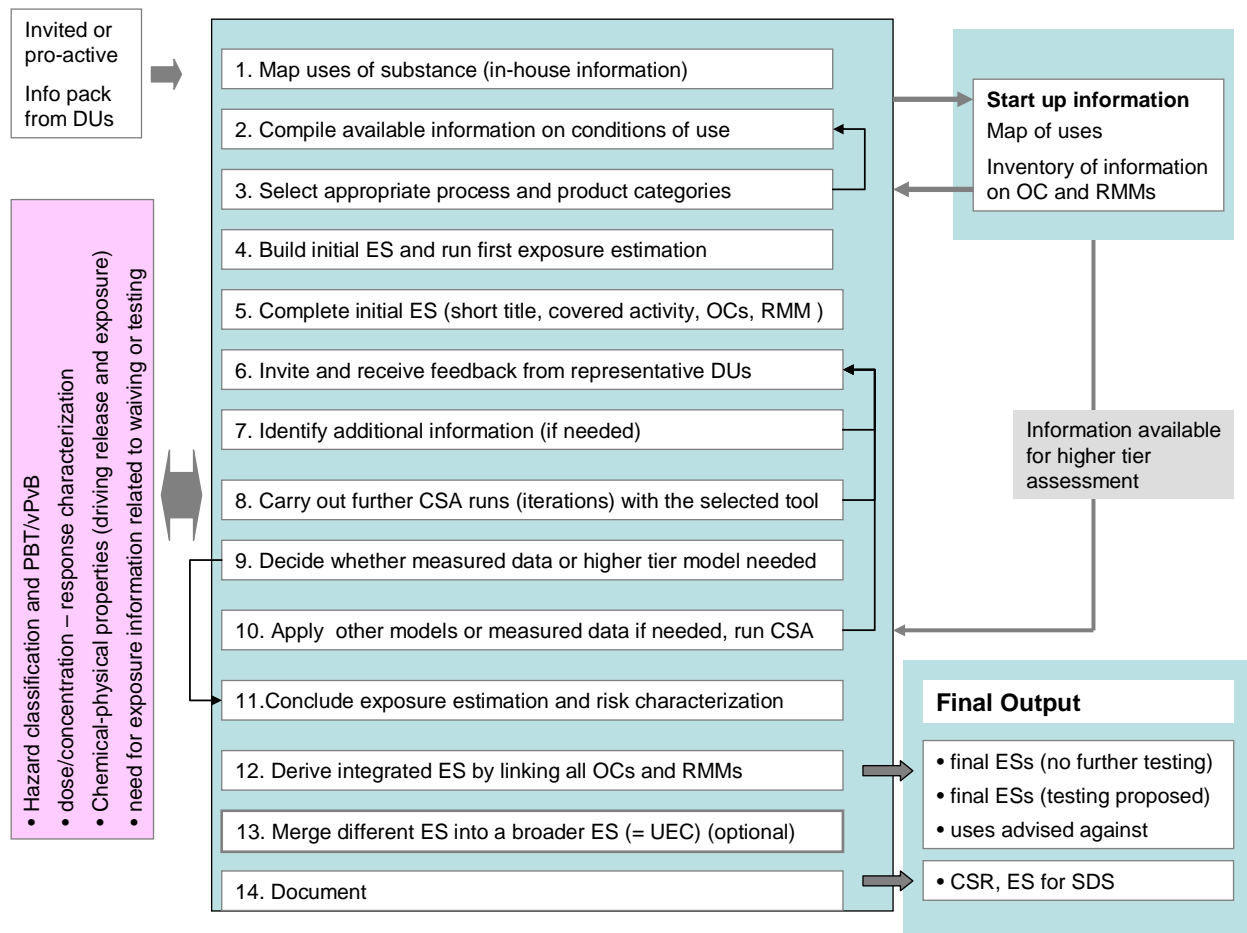 Invited or
pro-active
Info pack
from DUs
1. Map uses of substance (in-house information)
2. Compile available information on conditions of use
3. Select appropriate process and product categories
4. Build initial ES and run first exposure estimation
5. Complete initial ES (short title, covered activity, OCs, RMM )
6. Invite and receive feedback from representative DUs
7. Identify additional information (if needed)
8. Carry out further CSA runs (iterations) with the selected tool
9. Decide whether measured data or higher tier model needed
10. Apply other models or measured data if needed, run CSA
11.Conclude exposure estimation and risk characterization
12. Derive integrated ES by linking all OCs and RMMs
13. Merge different ES into a broader ES (= UEC) (optional)
14. Document
Start up information
Map of uses
Inventory of information
on OC and RMMs
Information available
for higher tier
assessment
• Hazard classification and PBT/vPvB
• dose/concentration – response characterization
• Chemical-physical properties (driving release and exposure)
• need for exposure information related to waiving or testing
Final Output
• final ESs (no further testing)
• final ESs (testing proposed)
• uses advised against
• CSR, ES for SDS